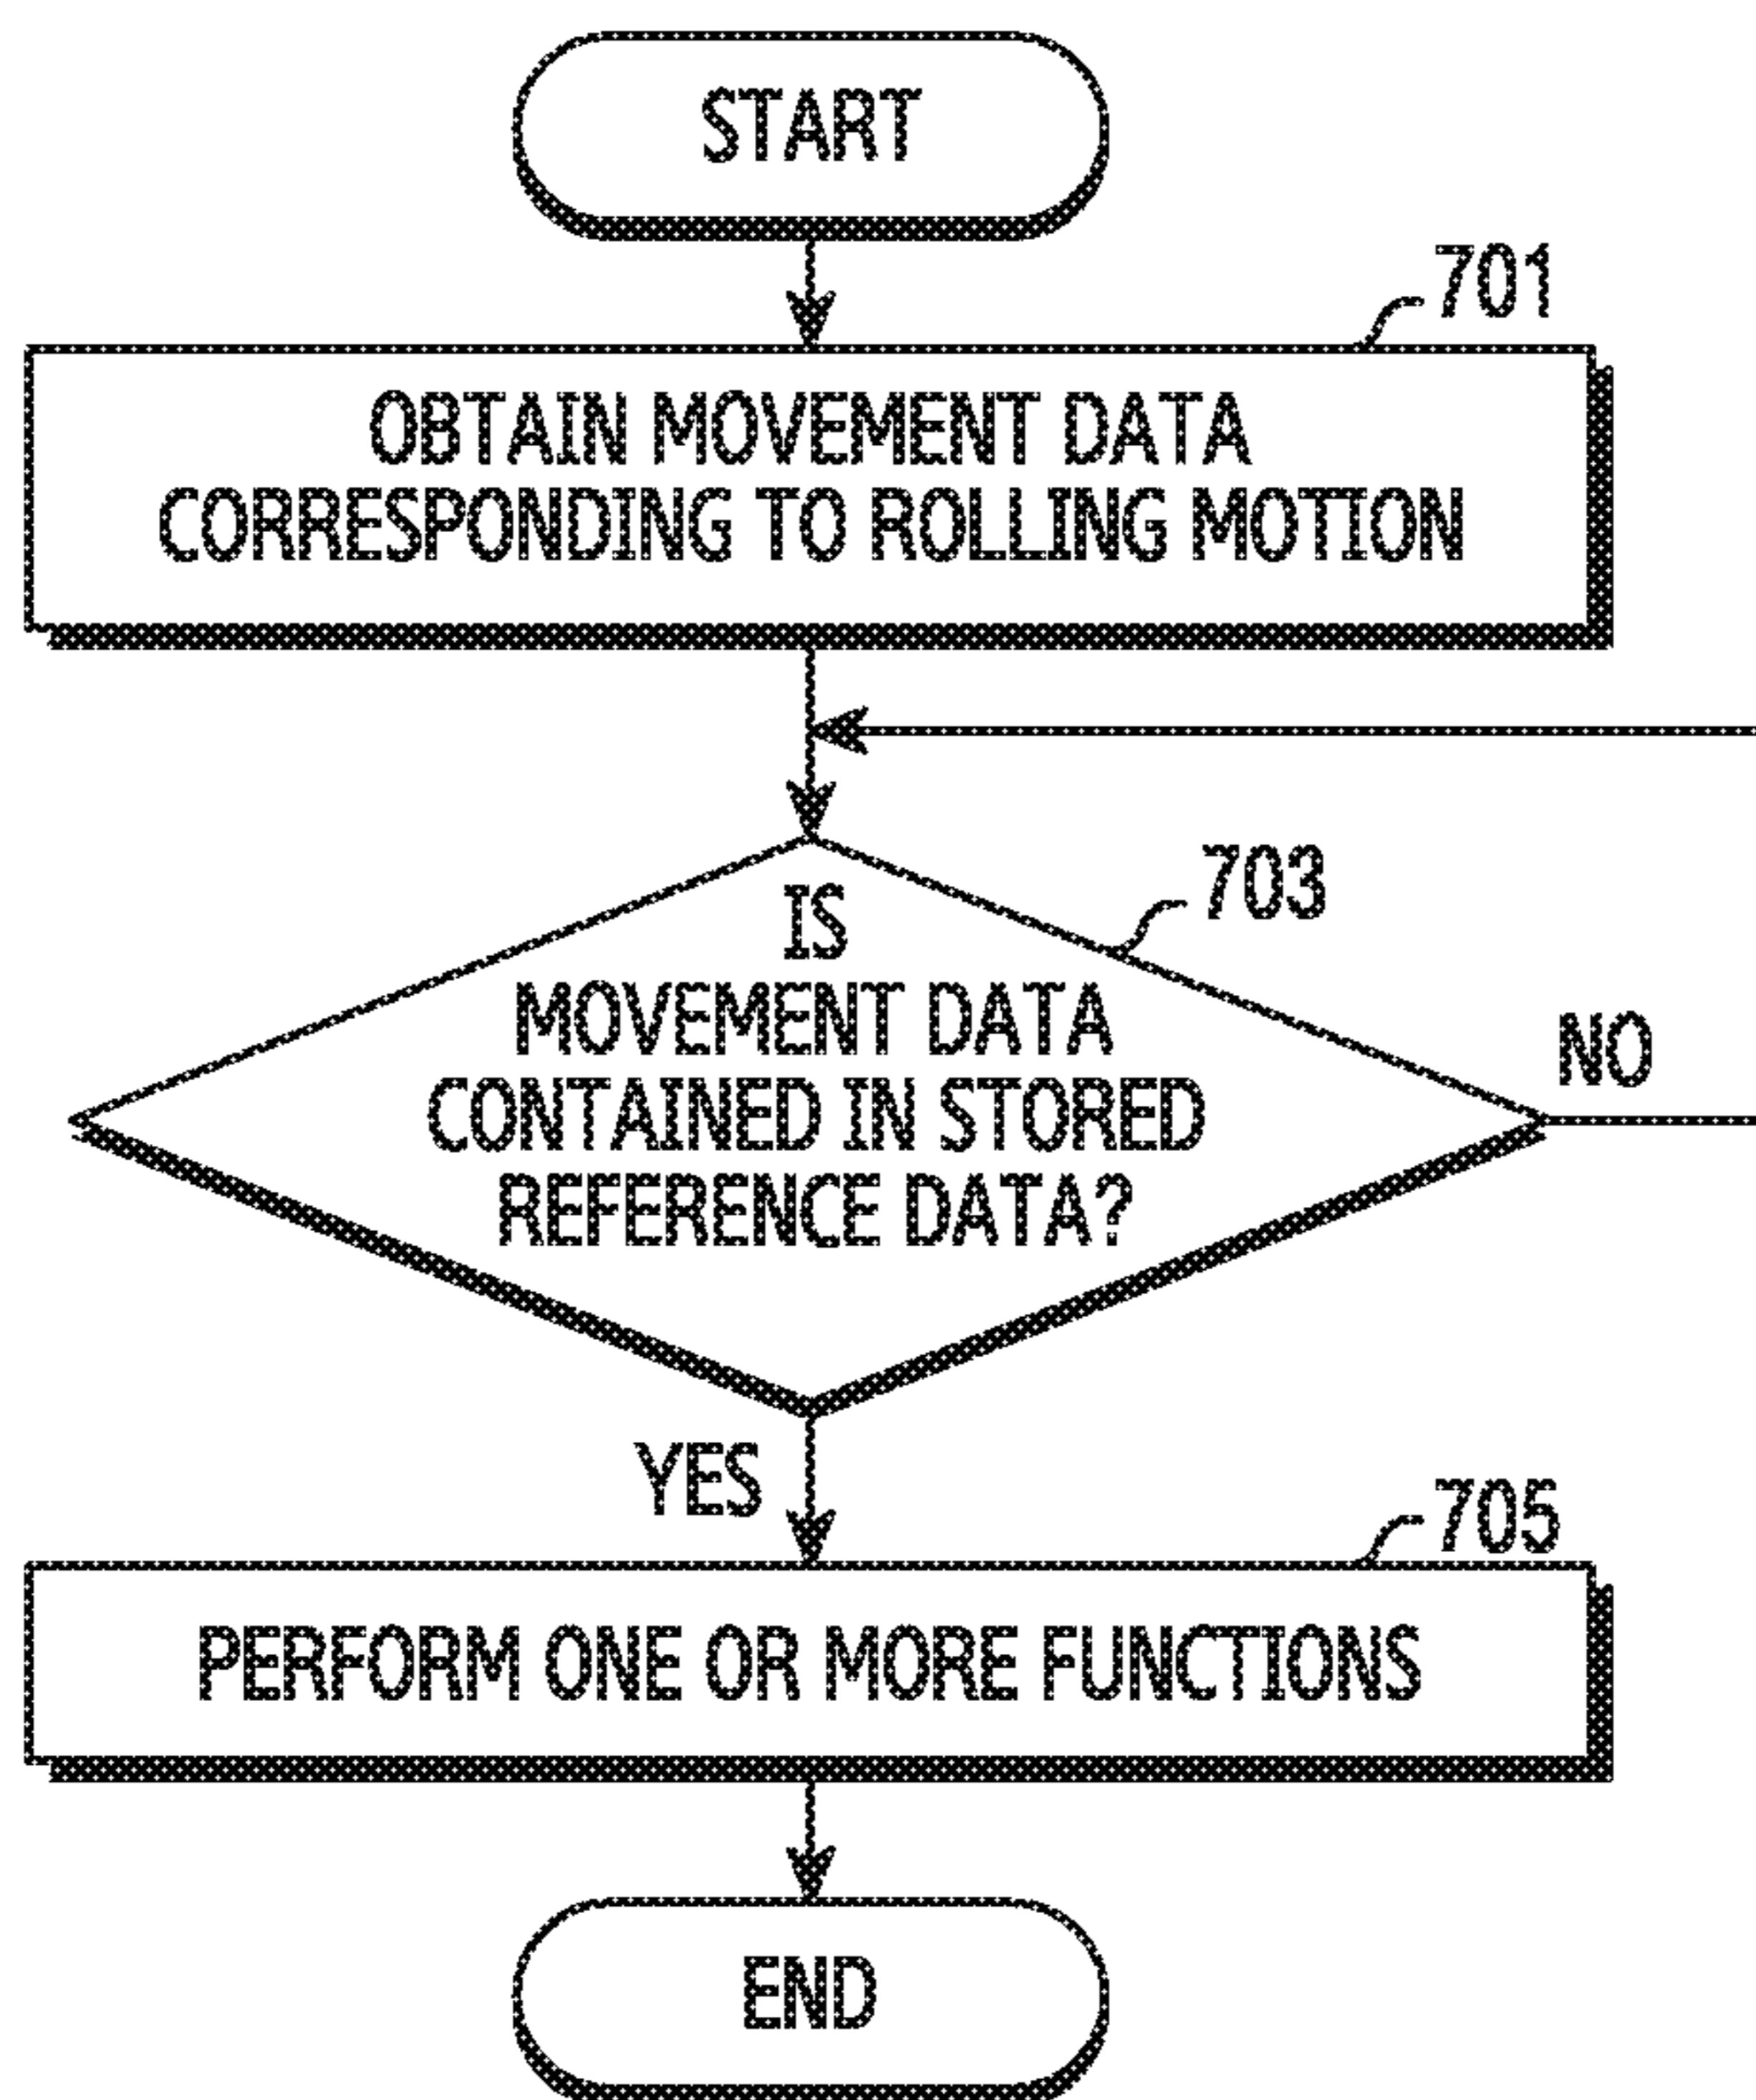 START
701
OBTAIN MOVEMENT DATA
CORRESPONDING TO ROLLING MOTION
703
IS
MOVEMENT DATA
CONTAINED IN STORED
REFERENCE DATA?
NO
YES
705
PERFORM ONE OR MORE FUNCTIONS
END